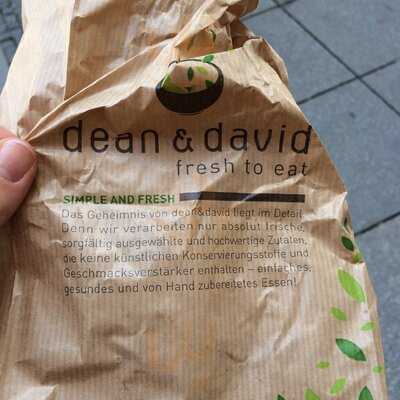 dean & david
fresh to eat
SIMPLE AND FRESH
Das Geheimnis von dean&david liegt im Detail.
Denn wir verarbeiten nur absolut frische,
sorgfältig ausgewählte und hochwertige Zutaten,
die keine künstlichen Konservierungsstoffe und
Geschmacksverstärker enthalten – einfaches,
gesundes und von Hand zubereitetes Essen!